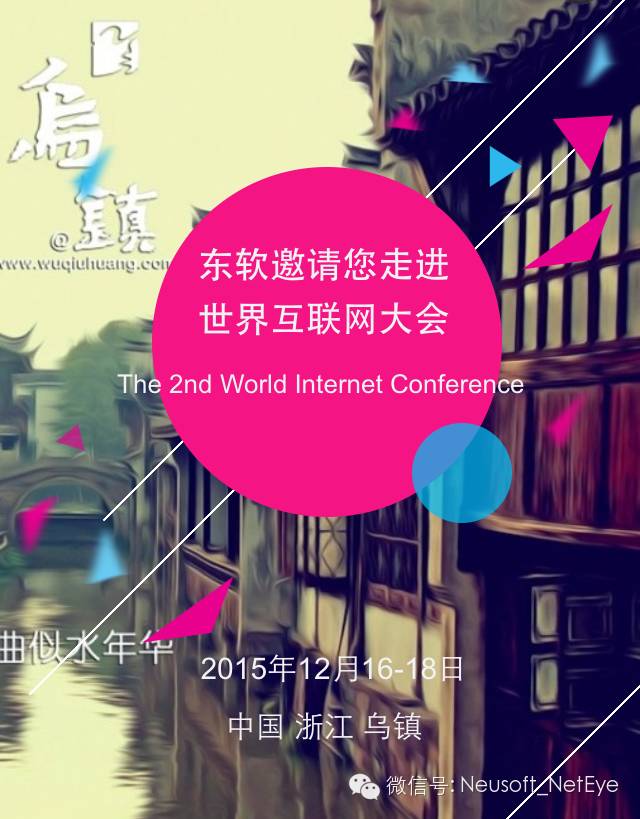 乌
镇
@
www.wuqiuhuang.com
东软邀请您走进
世界互联网大会
The 2nd World Internet Conference
曲似水年华
2015年12月16-18日
中国 浙江 乌镇
微信号: Neusoft_NetEye